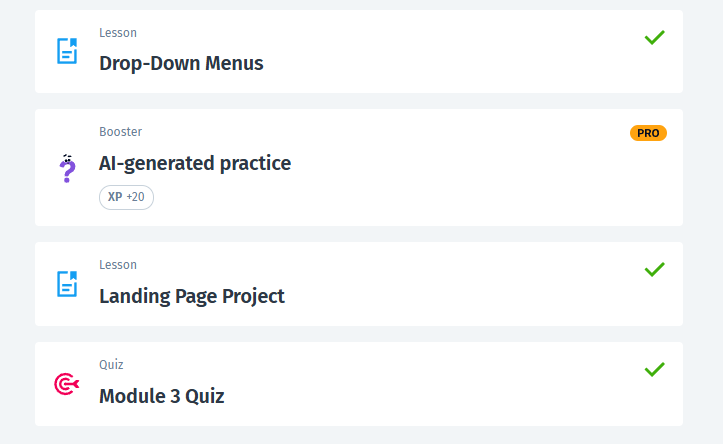 Lesson
Drop-Down Menus
Booster
PRO
AI-generated practice
XP +20
Lesson
Landing Page Project
Quiz
Module 3 Quiz